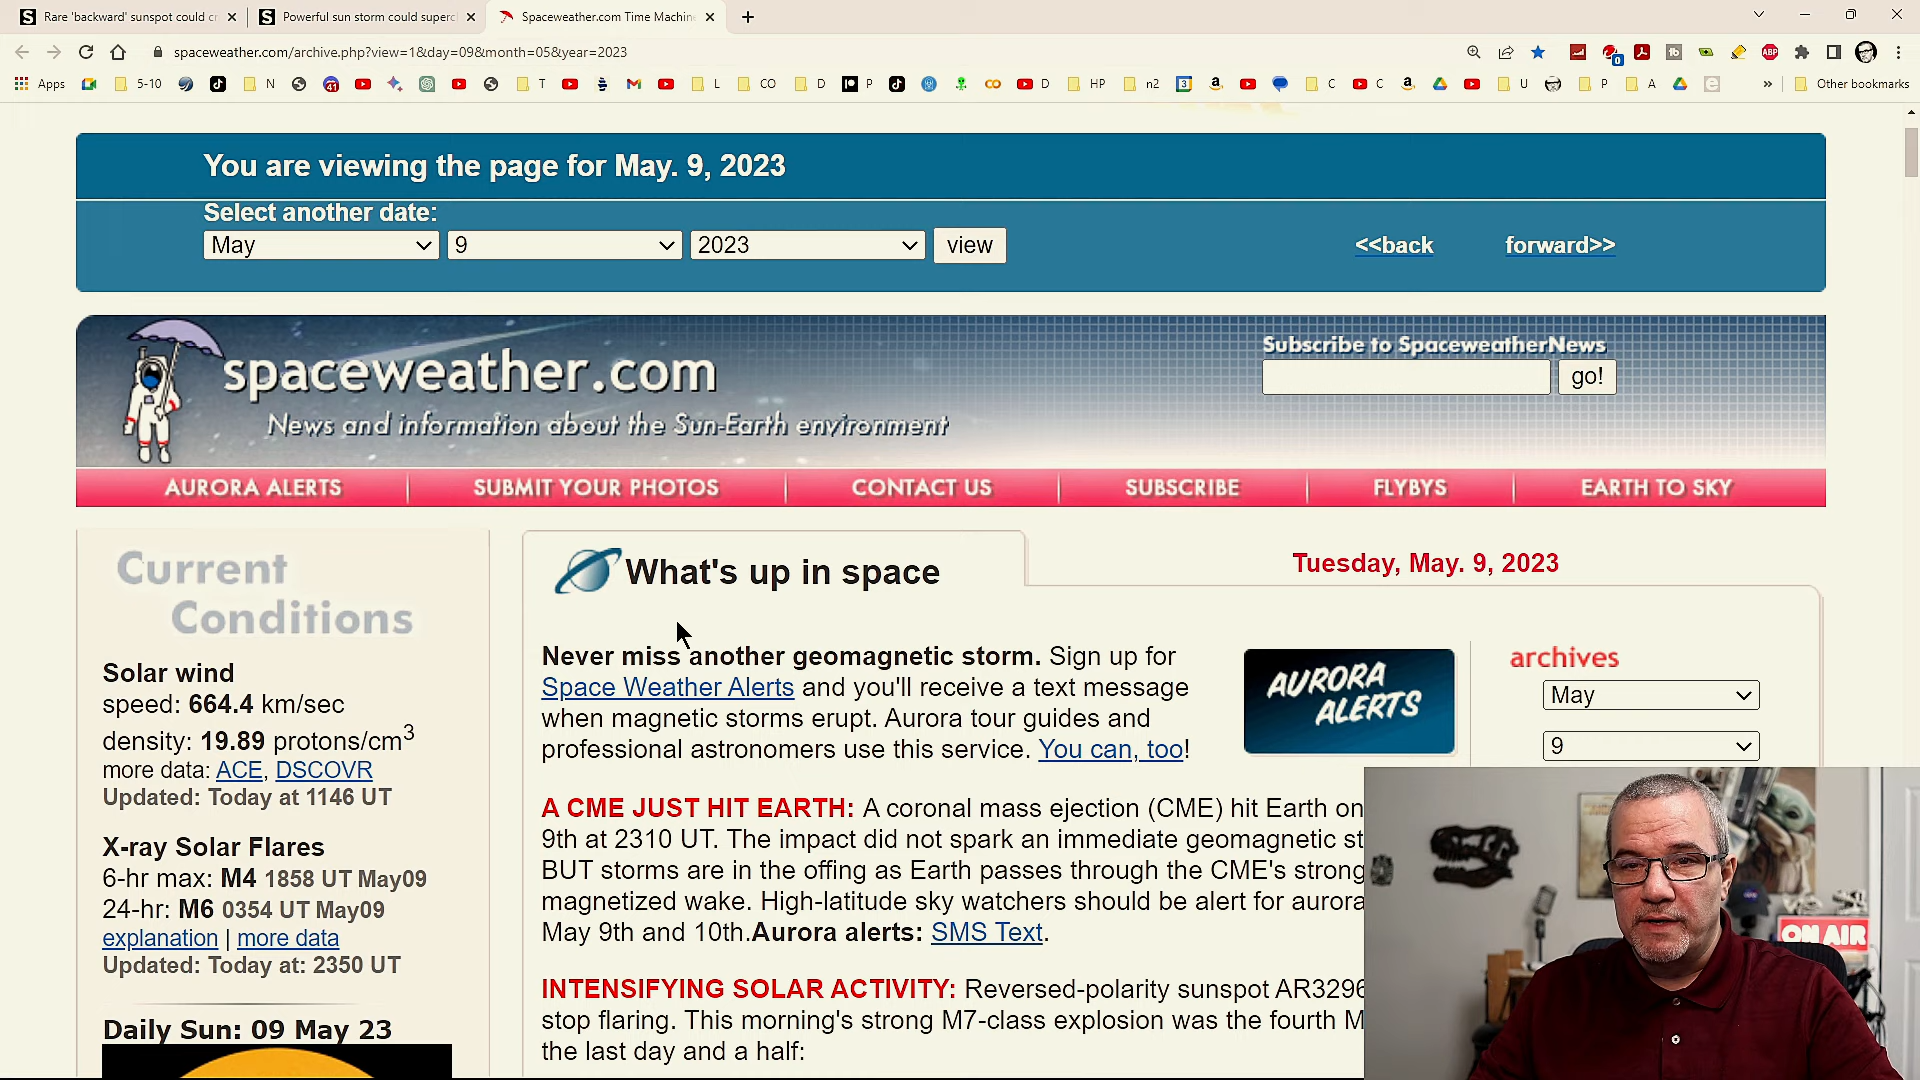 Rare 'backward' sunspot could c
Powerful sun storm could superc
Spaceweather.com Time Machin
spaceweather.com/archive.php?view=1&day=09&month=05&year=2023
Apps
5-10
N
41
T
L
CO
D
P
D
HP
n2
3
C
C
U
P
A
Other bookmarks
0
ABP
You are viewing the page for May. 9, 2023
Select another date:
May
9
2023
view
<<back
forward>>
spaceweather.com
News and information about the Sun-Earth environment
Subscribe to SpaceweatherNews
go!
AURORA ALERTS
SUBMIT YOUR PHOTOS
CONTACT US
SUBSCRIBE
FLYBYS
EARTH TO SKY
Current
Conditions
Solar wind
speed: 664.4 km/sec
density: 19.89 protons/cm3
more data: ACE, DSCOVR
Updated: Today at 1146 UT
X-ray Solar Flares
6-hr max: M4 1858 UT May09
24-hr: M6 0354 UT May09
explanation | more data
Updated: Today at: 2350 UT
Daily Sun: 09 May 23
What's up in space
Tuesday, May. 9, 2023
Never miss another geomagnetic storm. Sign up for
Space Weather Alerts and you'll receive a text message
when magnetic storms erupt. Aurora tour guides and
professional astronomers use this service. You can, too!
AURORA
ALERTS
archives
May
9
A CME JUST HIT EARTH: A coronal mass ejection (CME) hit Earth on
9th at 2310 UT. The impact did not spark an immediate geomagnetic st
BUT storms are in the offing as Earth passes through the CME's strong
magnetized wake. High-latitude sky watchers should be alert for aurora
May 9th and 10th.Aurora alerts: SMS Text.
INTENSIFYING SOLAR ACTIVITY: Reversed-polarity sunspot AR3296
stop flaring. This morning's strong M7-class explosion was the fourth M
the last day and a half:
ON AIR